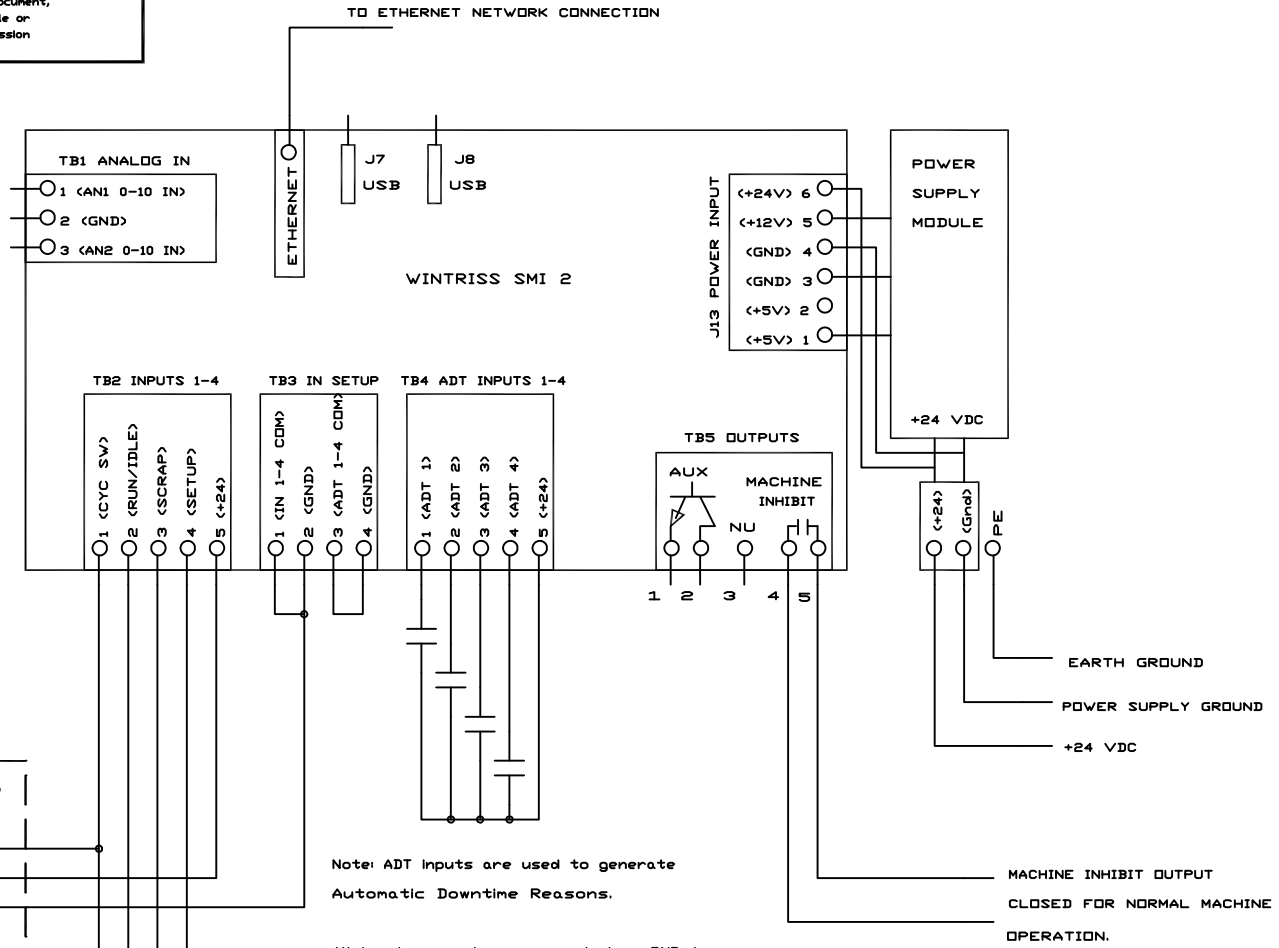 le or
ssion
TO ETHERNET NETWORK CONNECTION
TB1 ANALOG IN
1 (AN1 0-10 IN)
2 (GND)
3 (AN2 0-10 IN)
ETHERNET
J7
USB
J8
USB
WINTRISS SMI 2
J13 POWER INPUT
(+24V) 6
(+12V) 5
(GND) 4
(GND) 3
(+5V) 2
(+5V) 1
POWER
SUPPLY
MODULE
+24 VDC
TB2 INPUTS 1-4
1 (CYC SW)
2 (RUN/IDLE)
3 (SCRAP)
4 (SETUP)
5 (+24)
TB3 IN SETUP
1 (IN 1-4 COM)
2 (GND)
3 (ADT 1-4 COM)
4 (GND)
TB4 ADT INPUTS 1-4
1 (ADT 1)
2 (ADT 2)
3 (ADT 3)
4 (ADT 4)
5 (+24)
TB5 OUTPUTS
AUX
MACHINE
INHIBIT
NU
1 2 3 4 5
(+24)
(Gnd)
PE
EARTH GROUND
POWER SUPPLY GROUND
+24 VDC
Note: ADT Inputs are used to generate
Automatic Downtime Reasons.
MACHINE INHIBIT OUTPUT
CLOSED FOR NORMAL MACHINE
OPERATION.